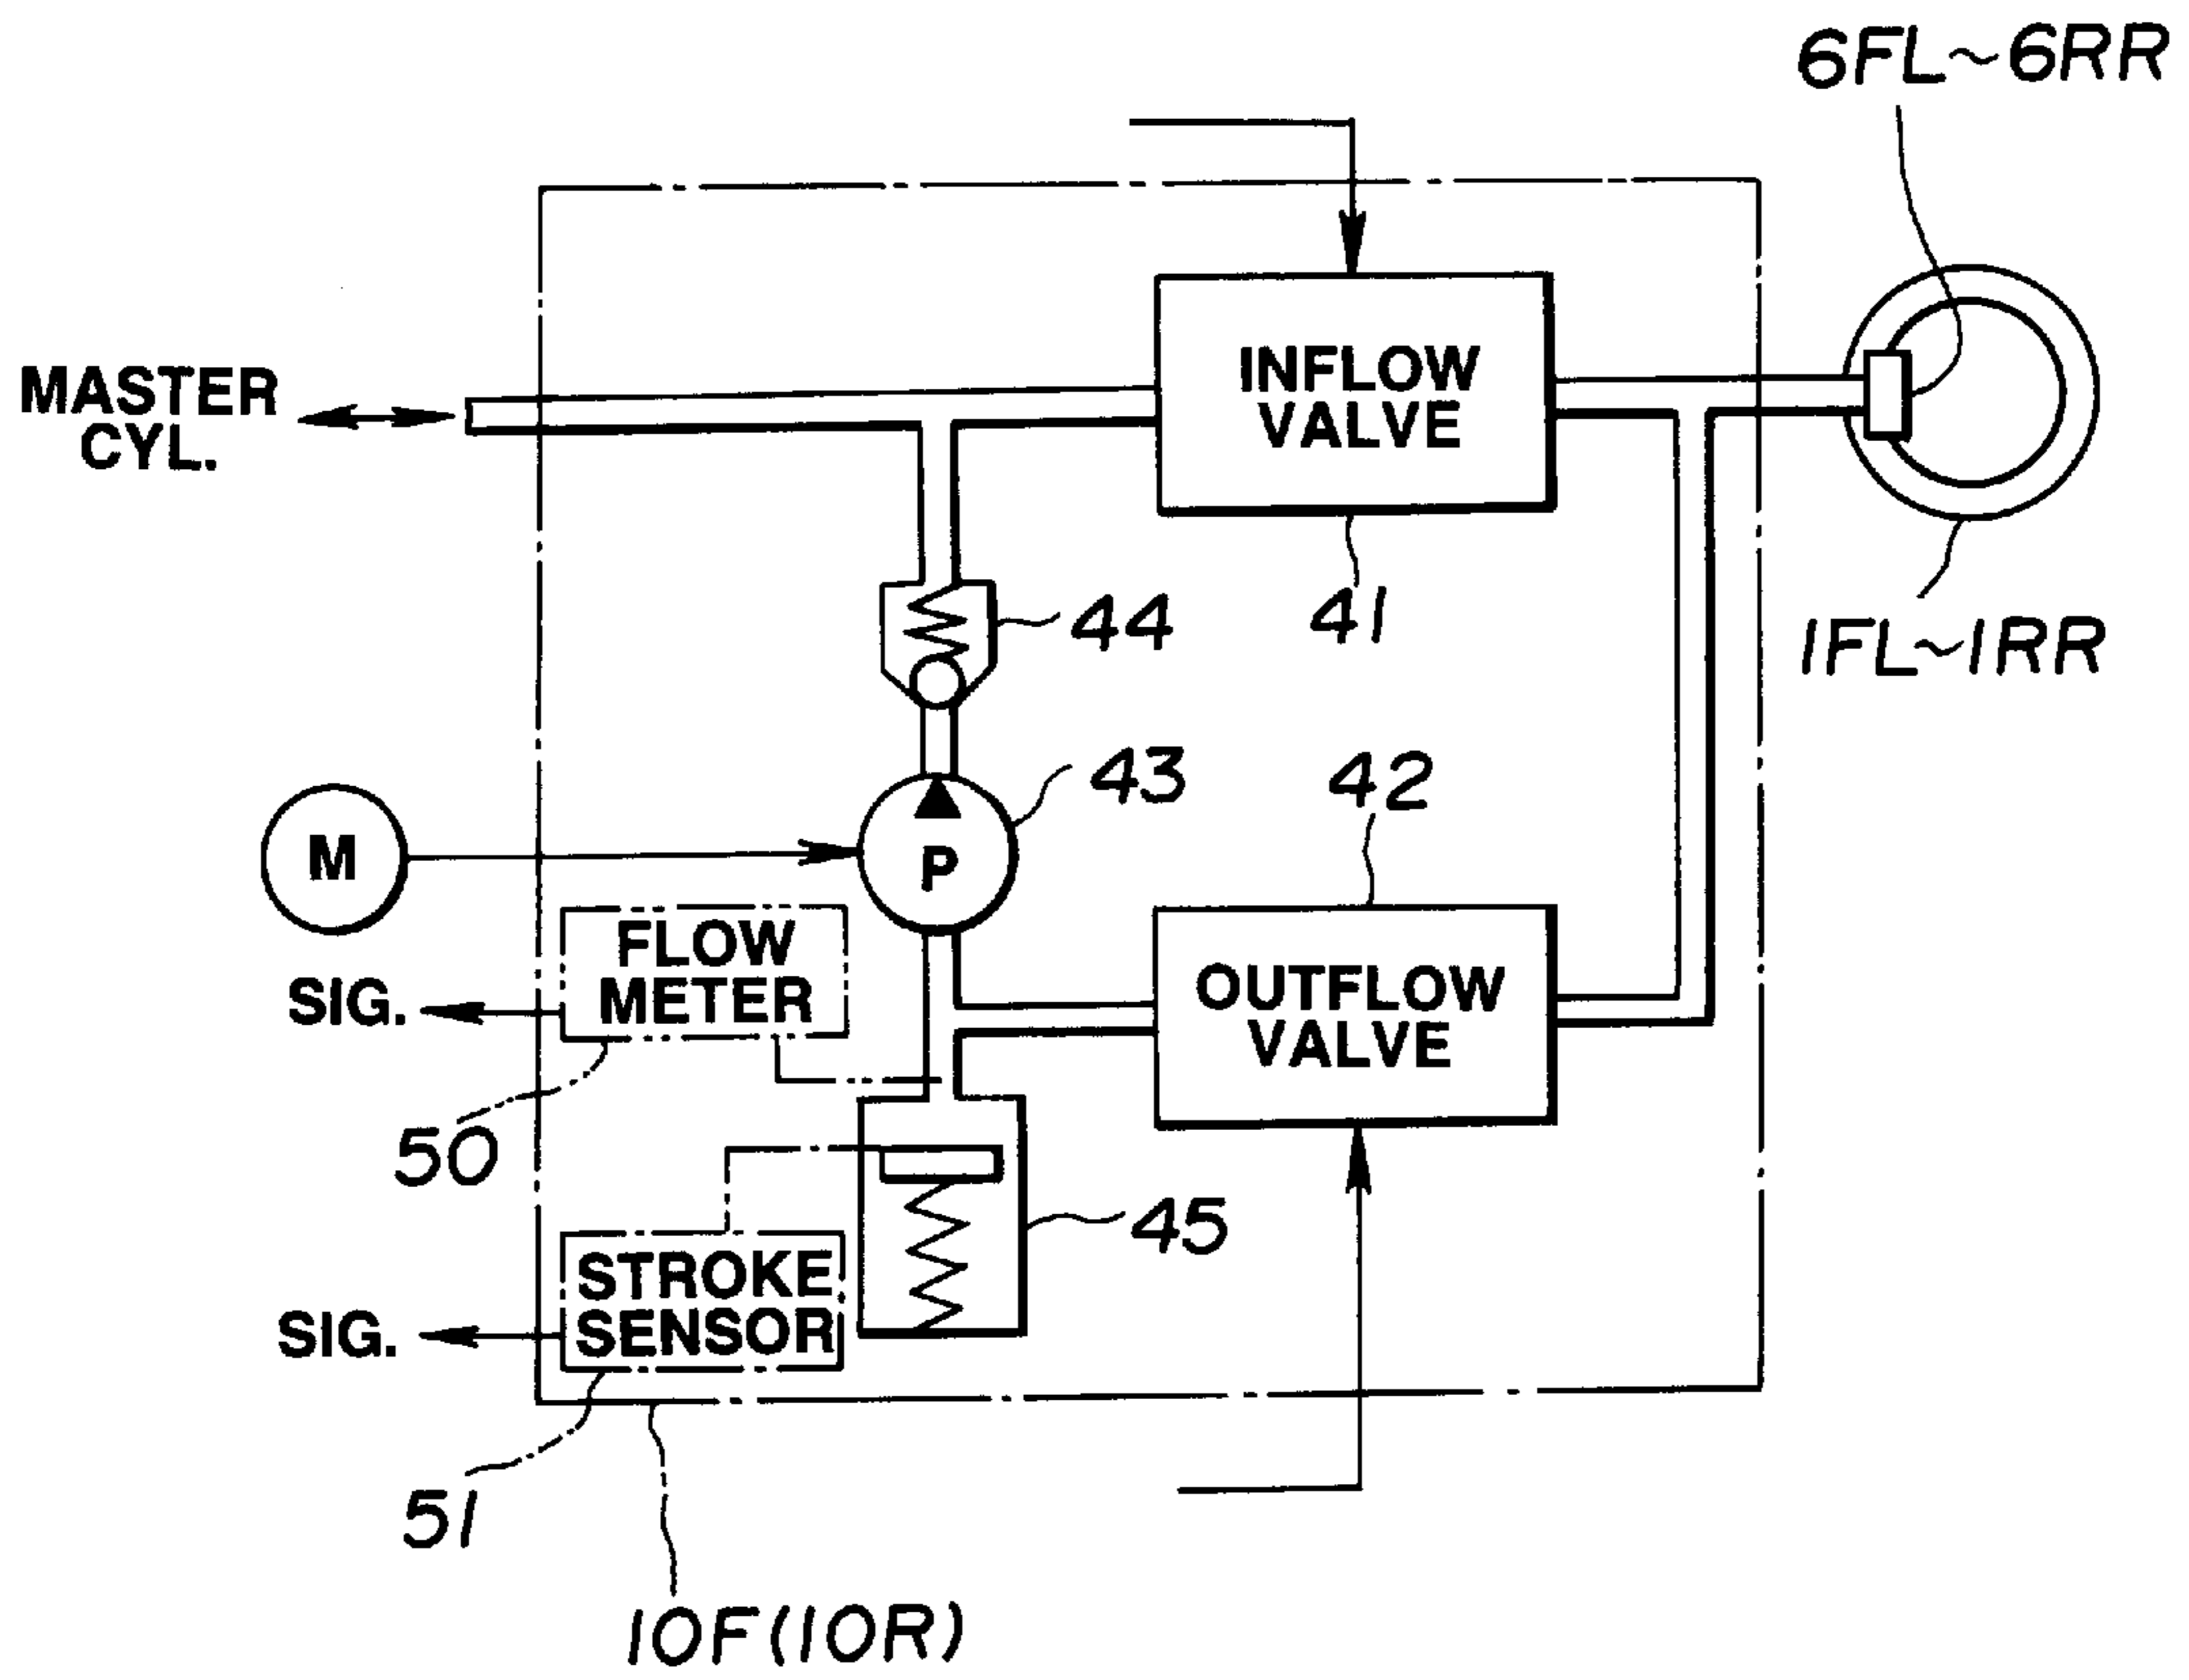 6FL~6RR
MASTER
CYL.
INFLOW
VALVE
44
41
1FL~1RR
43
42
M
P
FLOW
METER
SIG.
OUTFLOW
VALVE
50
45
STROKE
SENSOR
SIG.
51
10F(10R)